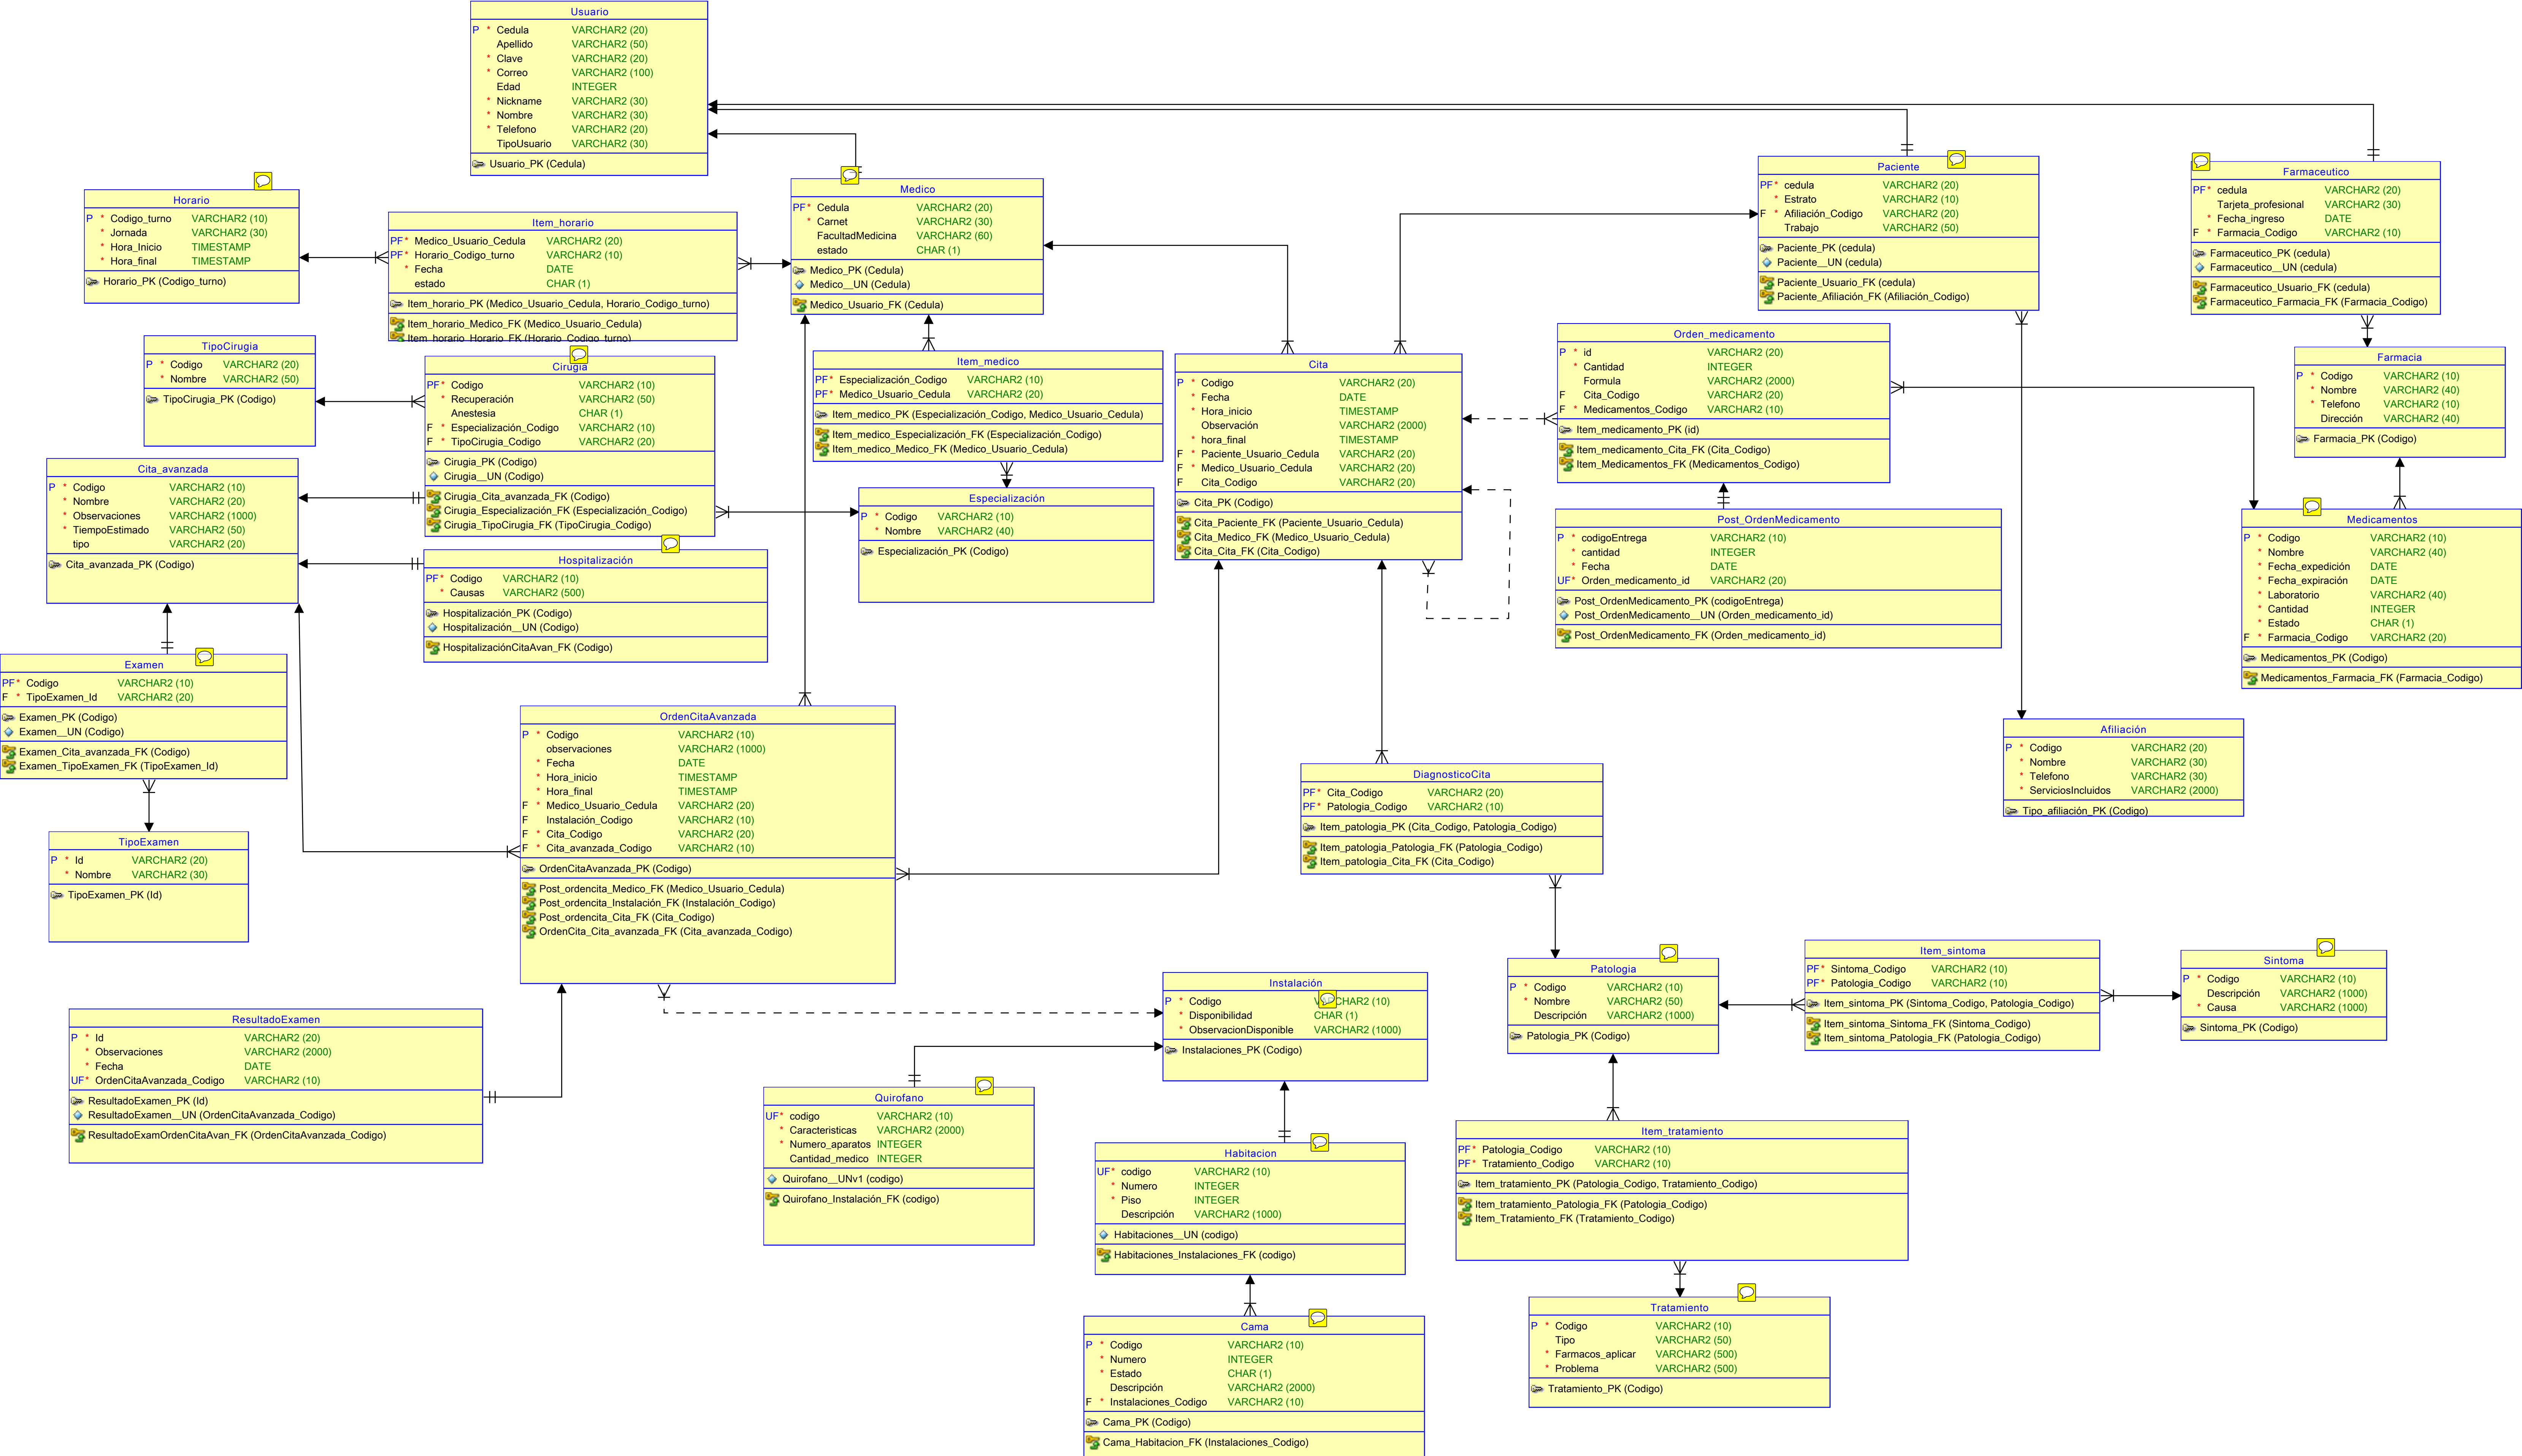 Usuario
P * Cedula VARCHAR2 (20)
Apellido VARCHAR2 (50)
* Clave VARCHAR2 (20)
* Correo VARCHAR2 (100)
Edad INTEGER
* Nickname VARCHAR2 (30)
* Nombre VARCHAR2 (30)
* Telefono VARCHAR2 (20)
TipoUsuario VARCHAR2 (30)
Usuario_PK (Cedula)
Horario
P * Codigo_turno VARCHAR2 (10)
* Jornada VARCHAR2 (30)
* Hora_Inicio TIMESTAMP
* Hora_final TIMESTAMP
Horario_PK (Codigo_turno)
Item_horario
PF* Medico_Usuario_Cedula VARCHAR2 (20)
PF* Horario_Codigo_turno VARCHAR2 (10)
* Fecha DATE
estado CHAR (1)
Item_horario_PK (Medico_Usuario_Cedula, Horario_Codigo_turno)
Item_horario_Medico_FK (Medico_Usuario_Cedula)
Item_horario_Horario_FK (Horario_Codigo_turno)
Medico
PF* Cedula VARCHAR2 (20)
* Carnet VARCHAR2 (30)
FacultadMedicina VARCHAR2 (60)
estado CHAR (1)
Medico_PK (Cedula)
Medico__UN (Cedula)
Medico_Usuario_FK (Cedula)
Paciente
PF* cedula VARCHAR2 (20)
* Estrato VARCHAR2 (10)
F * Afiliación_Codigo VARCHAR2 (20)
Trabajo VARCHAR2 (50)
Paciente_PK (cedula)
Paciente__UN (cedula)
Paciente_Usuario_FK (cedula)
Paciente_Afiliación_FK (Afiliación_Codigo)
Farmaceutico
PF* cedula VARCHAR2 (20)
Tarjeta_profesional VARCHAR2 (30)
* Fecha_ingreso DATE
F * Farmacia_Codigo VARCHAR2 (10)
Farmaceutico_PK (cedula)
Farmaceutico__UN (cedula)
Farmaceutico_Usuario_FK (cedula)
Farmaceutico_Farmacia_FK (Farmacia_Codigo)
TipoCirugia
P * Codigo VARCHAR2 (20)
* Nombre VARCHAR2 (50)
TipoCirugia_PK (Codigo)
Cirugia
PF* Codigo VARCHAR2 (10)
* Recuperación VARCHAR2 (50)
Anestesia CHAR (1)
F * Especialización_Codigo VARCHAR2 (10)
F * TipoCirugia_Codigo VARCHAR2 (20)
Cirugia_PK (Codigo)
Cirugia__UN (Codigo)
Cirugia_Cita_avanzada_FK (Codigo)
Cirugia_Especialización_FK (Especialización_Codigo)
Cirugia_TipoCirugia_FK (TipoCirugia_Codigo)
Item_medico
PF* Especialización_Codigo VARCHAR2 (10)
PF* Medico_Usuario_Cedula VARCHAR2 (20)
Item_medico_PK (Especialización_Codigo, Medico_Usuario_Cedula)
Item_medico_Especialización_FK (Especialización_Codigo)
Item_medico_Medico_FK (Medico_Usuario_Cedula)
Cita
P * Codigo VARCHAR2 (20)
* Fecha DATE
* Hora_inicio TIMESTAMP
Observación VARCHAR2 (2000)
* hora_final TIMESTAMP
F * Paciente_Usuario_Cedula VARCHAR2 (20)
F * Medico_Usuario_Cedula VARCHAR2 (20)
F Cita_Codigo VARCHAR2 (20)
Cita_PK (Codigo)
Cita_Paciente_FK (Paciente_Usuario_Cedula)
Cita_Medico_FK (Medico_Usuario_Cedula)
Cita_Cita_FK (Cita_Codigo)
Orden_medicamento
P * id VARCHAR2 (20)
* Cantidad INTEGER
Formula VARCHAR2 (2000)
F Cita_Codigo VARCHAR2 (20)
F * Medicamentos_Codigo VARCHAR2 (10)
Item_medicamento_PK (id)
Item_medicamento_Cita_FK (Cita_Codigo)
Item_Medicamentos_FK (Medicamentos_Codigo)
Farmacia
P * Codigo VARCHAR2 (10)
* Nombre VARCHAR2 (40)
* Telefono VARCHAR2 (10)
Dirección VARCHAR2 (40)
Farmacia_PK (Codigo)
Cita_avanzada
P * Codigo VARCHAR2 (10)
* Nombre VARCHAR2 (20)
* Observaciones VARCHAR2 (1000)
* TiempoEstimado VARCHAR2 (50)
tipo VARCHAR2 (20)
Cita_avanzada_PK (Codigo)
Especialización
P * Codigo VARCHAR2 (10)
* Nombre VARCHAR2 (40)
Especialización_PK (Codigo)
Post_OrdenMedicamento
P * codigoEntrega VARCHAR2 (10)
* cantidad INTEGER
* Fecha DATE
UF* Orden_medicamento_id VARCHAR2 (20)
Post_OrdenMedicamento_PK (codigoEntrega)
Post_OrdenMedicamento__UN (Orden_medicamento_id)
Post_OrdenMedicamento_FK (Orden_medicamento_id)
Medicamentos
P * Codigo VARCHAR2 (10)
* Nombre VARCHAR2 (40)
* Fecha_expedición DATE
* Fecha_expiración DATE
* Laboratorio VARCHAR2 (40)
* Cantidad INTEGER
* Estado CHAR (1)
F * Farmacia_Codigo VARCHAR2 (20)
Medicamentos_PK (Codigo)
Medicamentos_Farmacia_FK (Farmacia_Codigo)
Hospitalización
PF* Codigo VARCHAR2 (10)
* Causas VARCHAR2 (500)
Hospitalización_PK (Codigo)
Hospitalización__UN (Codigo)
HospitalizaciónCitaAvan_FK (Codigo)
Examen
PF* Codigo VARCHAR2 (10)
F * TipoExamen_Id VARCHAR2 (20)
Examen_PK (Codigo)
Examen__UN (Codigo)
Examen_Cita_avanzada_FK (Codigo)
Examen_TipoExamen_FK (TipoExamen_Id)
OrdenCitaAvanzada
P * Codigo VARCHAR2 (10)
observaciones VARCHAR2 (1000)
* Fecha DATE
* Hora_inicio TIMESTAMP
* Hora_final TIMESTAMP
F * Medico_Usuario_Cedula VARCHAR2 (20)
F Instalación_Codigo VARCHAR2 (10)
F * Cita_Codigo VARCHAR2 (20)
F * Cita_avanzada_Codigo VARCHAR2 (10)
OrdenCitaAvanzada_PK (Codigo)
Post_ordencita_Medico_FK (Medico_Usuario_Cedula)
Post_ordencita_Instalación_FK (Instalación_Codigo)
Post_ordencita_Cita_FK (Cita_Codigo)
OrdenCita_Cita_avanzada_FK (Cita_avanzada_Codigo)
Afiliación
P * Codigo VARCHAR2 (20)
* Nombre VARCHAR2 (30)
* Telefono VARCHAR2 (30)
* ServiciosIncluidos VARCHAR2 (2000)
Tipo_afiliación_PK (Codigo)
DiagnosticoCita
PF* Cita_Codigo VARCHAR2 (20)
PF* Patologia_Codigo VARCHAR2 (10)
Item_patologia_PK (Cita_Codigo, Patologia_Codigo)
Item_patologia_Patologia_FK (Patologia_Codigo)
Item_patologia_Cita_FK (Cita_Codigo)
TipoExamen
P * Id VARCHAR2 (20)
* Nombre VARCHAR2 (30)
TipoExamen_PK (Id)
Patologia
P * Codigo VARCHAR2 (10)
* Nombre VARCHAR2 (50)
Descripción VARCHAR2 (1000)
Patologia_PK (Codigo)
Item_sintoma
PF* Sintoma_Codigo VARCHAR2 (10)
PF* Patologia_Codigo VARCHAR2 (10)
Item_sintoma_PK (Sintoma_Codigo, Patologia_Codigo)
Item_sintoma_Sintoma_FK (Sintoma_Codigo)
Item_sintoma_Patologia_FK (Patologia_Codigo)
Sintoma
P * Codigo VARCHAR2 (10)
Descripción VARCHAR2 (1000)
* Causa VARCHAR2 (1000)
Sintoma_PK (Codigo)
Instalación
P * Codigo VARCHAR2 (10)
* Disponibilidad CHAR (1)
* ObservacionDisponible VARCHAR2 (1000)
Instalaciones_PK (Codigo)
ResultadoExamen
P * Id VARCHAR2 (20)
* Observaciones VARCHAR2 (2000)
* Fecha DATE
UF* OrdenCitaAvanzada_Codigo VARCHAR2 (10)
ResultadoExamen_PK (Id)
ResultadoExamen__UN (OrdenCitaAvanzada_Codigo)
ResultadoExamOrdenCitaAvan_FK (OrdenCitaAvanzada_Codigo)
Quirofano
UF* codigo VARCHAR2 (10)
* Caracteristicas VARCHAR2 (2000)
* Numero_aparatos INTEGER
Cantidad_medico INTEGER
Quirofano__UNv1 (codigo)
Quirofano_Instalación_FK (codigo)
Habitacion
UF* codigo VARCHAR2 (10)
* Numero INTEGER
* Piso INTEGER
Descripción VARCHAR2 (1000)
Habitaciones__UN (codigo)
Habitaciones_Instalaciones_FK (codigo)
Item_tratamiento
PF* Patologia_Codigo VARCHAR2 (10)
PF* Tratamiento_Codigo VARCHAR2 (10)
Item_tratamiento_PK (Patologia_Codigo, Tratamiento_Codigo)
Item_tratamiento_Patologia_FK (Patologia_Codigo)
Item_Tratamiento_FK (Tratamiento_Codigo)
Cama
P * Codigo VARCHAR2 (10)
* Numero INTEGER
* Estado CHAR (1)
Descripción VARCHAR2 (2000)
F * Instalaciones_Codigo VARCHAR2 (10)
Cama_PK (Codigo)
Cama_Habitacion_FK (Instalaciones_Codigo)
Tratamiento
P * Codigo VARCHAR2 (10)
Tipo VARCHAR2 (50)
* Farmacos_aplicar VARCHAR2 (500)
* Problema VARCHAR2 (500)
Tratamiento_PK (Codigo)